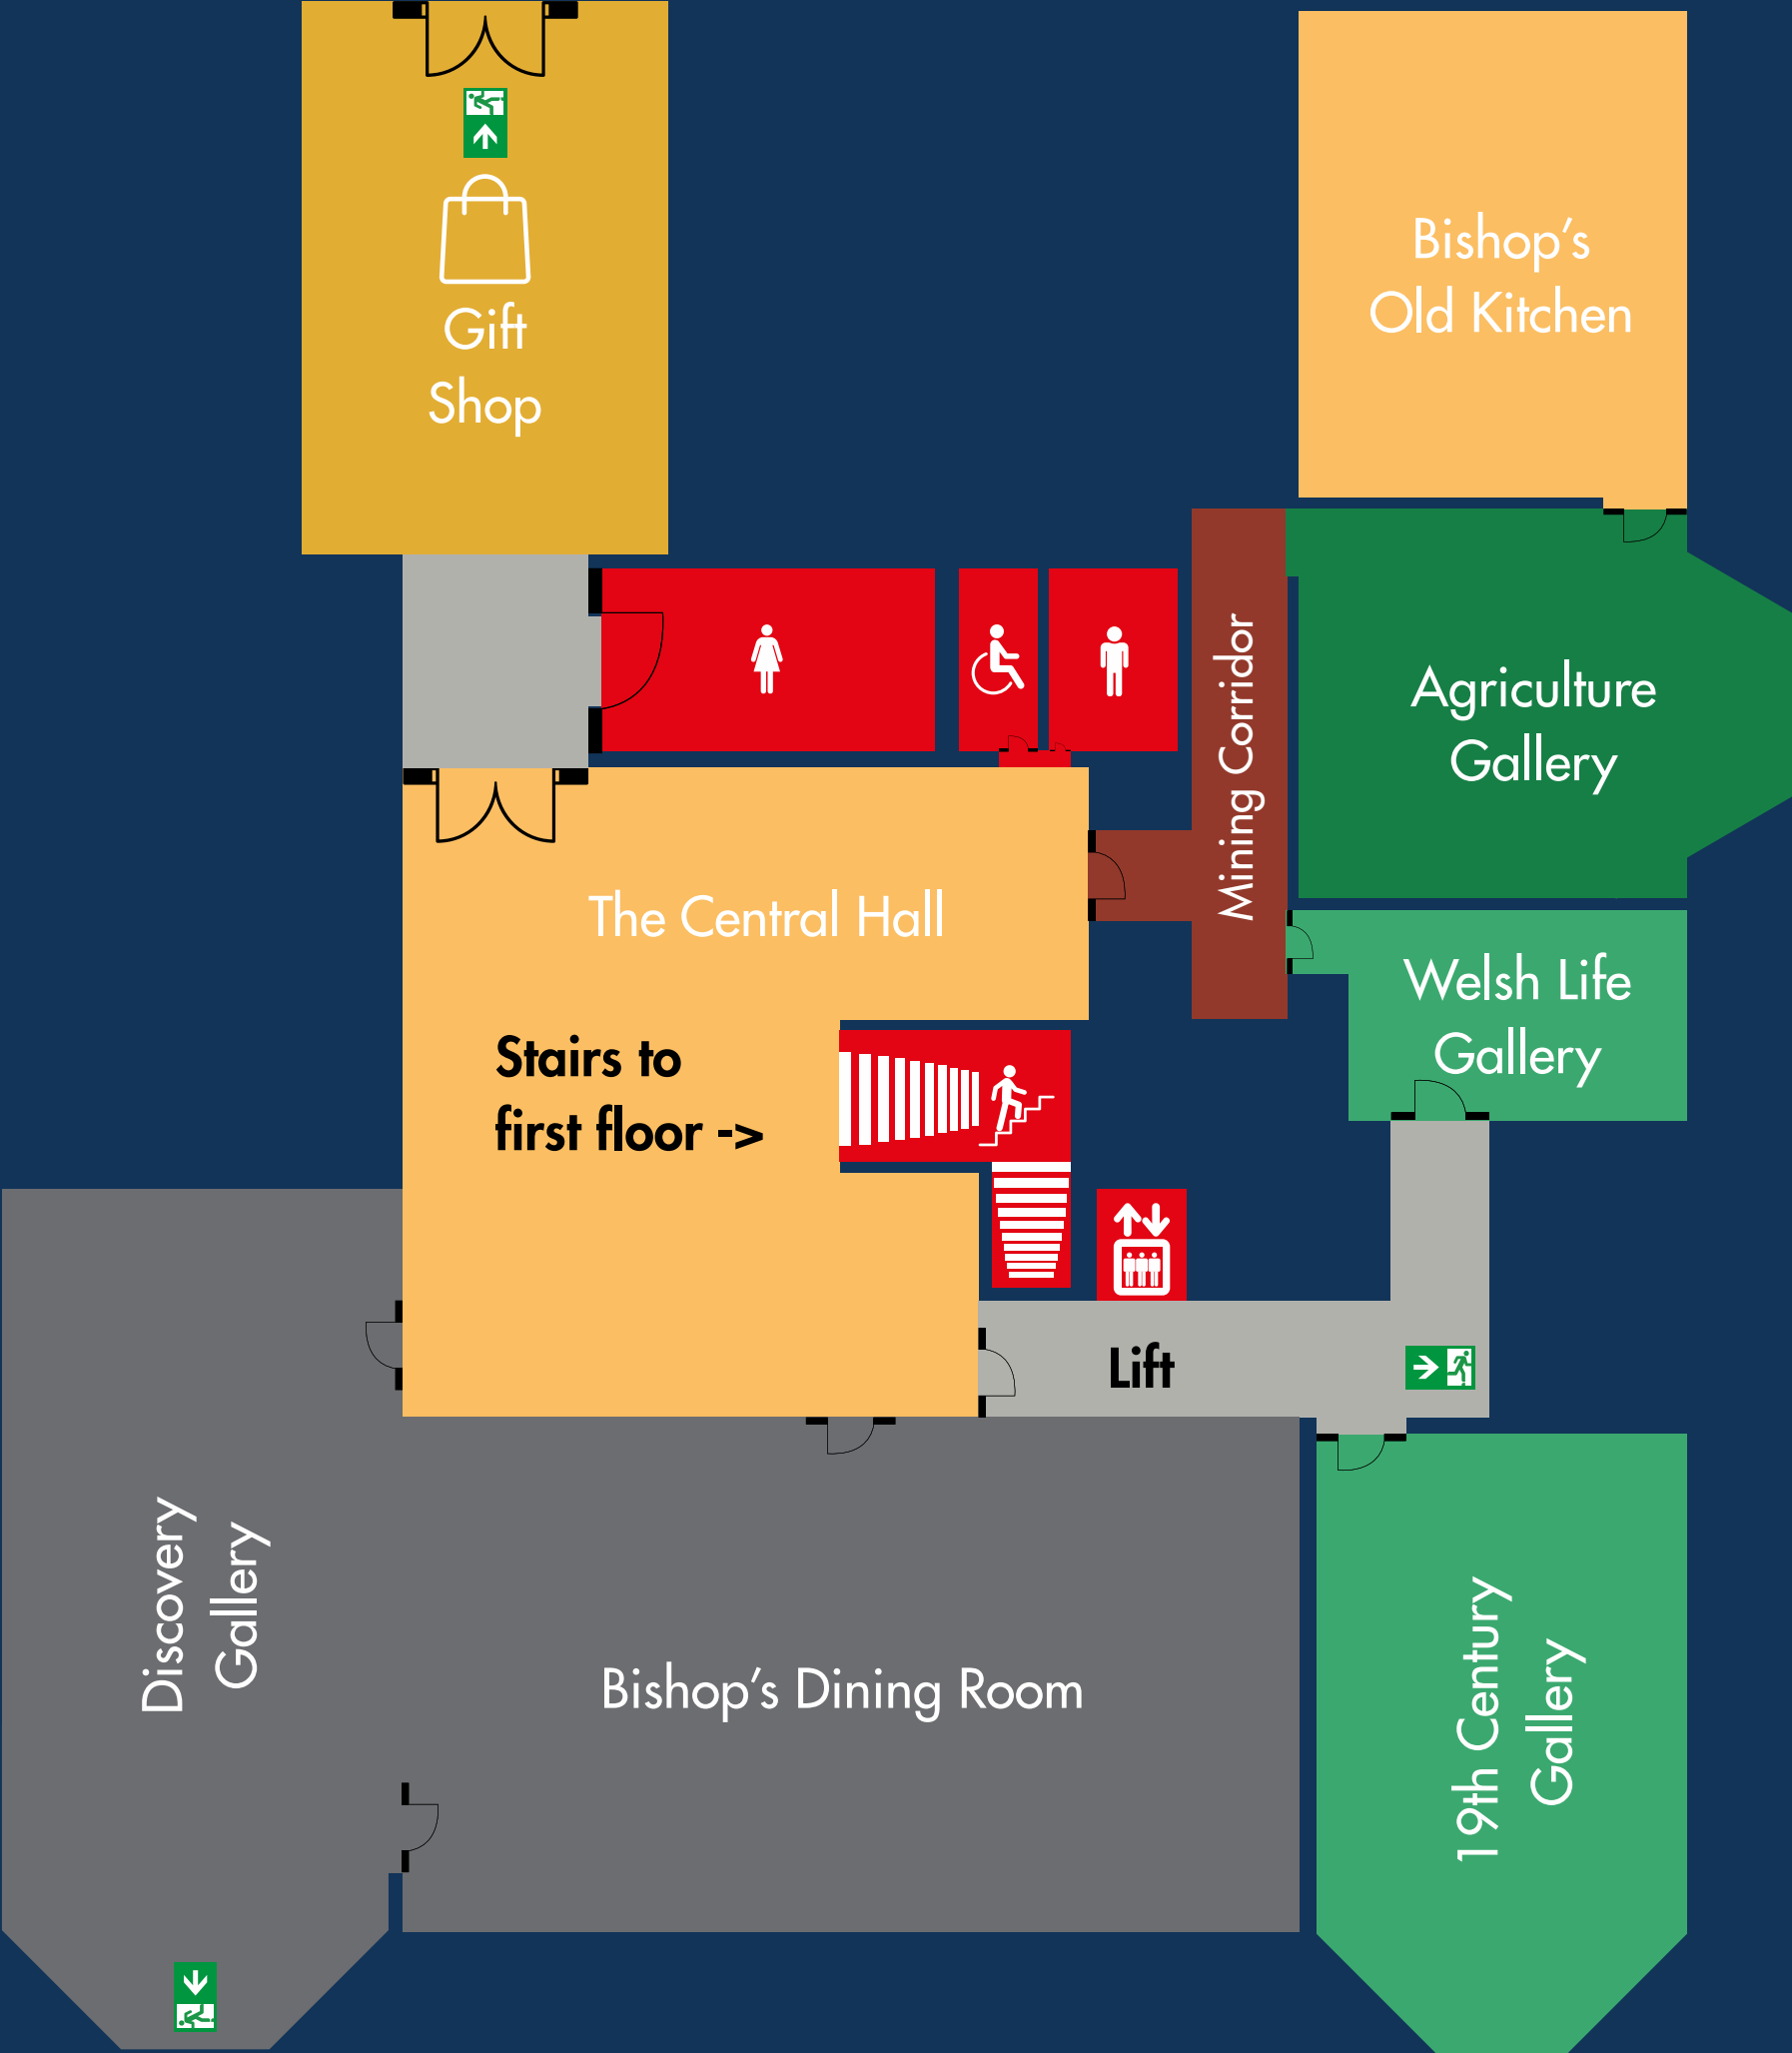 Gift
Shop
Bishop's
Old Kitchen
Agriculture
Gallery
Mining Corridor
The Central Hall
Welsh Life
Gallery
Stairs to
first floor ->
Lift
Discovery
Gallery
Bishop's Dining Room
19th Century
Gallery